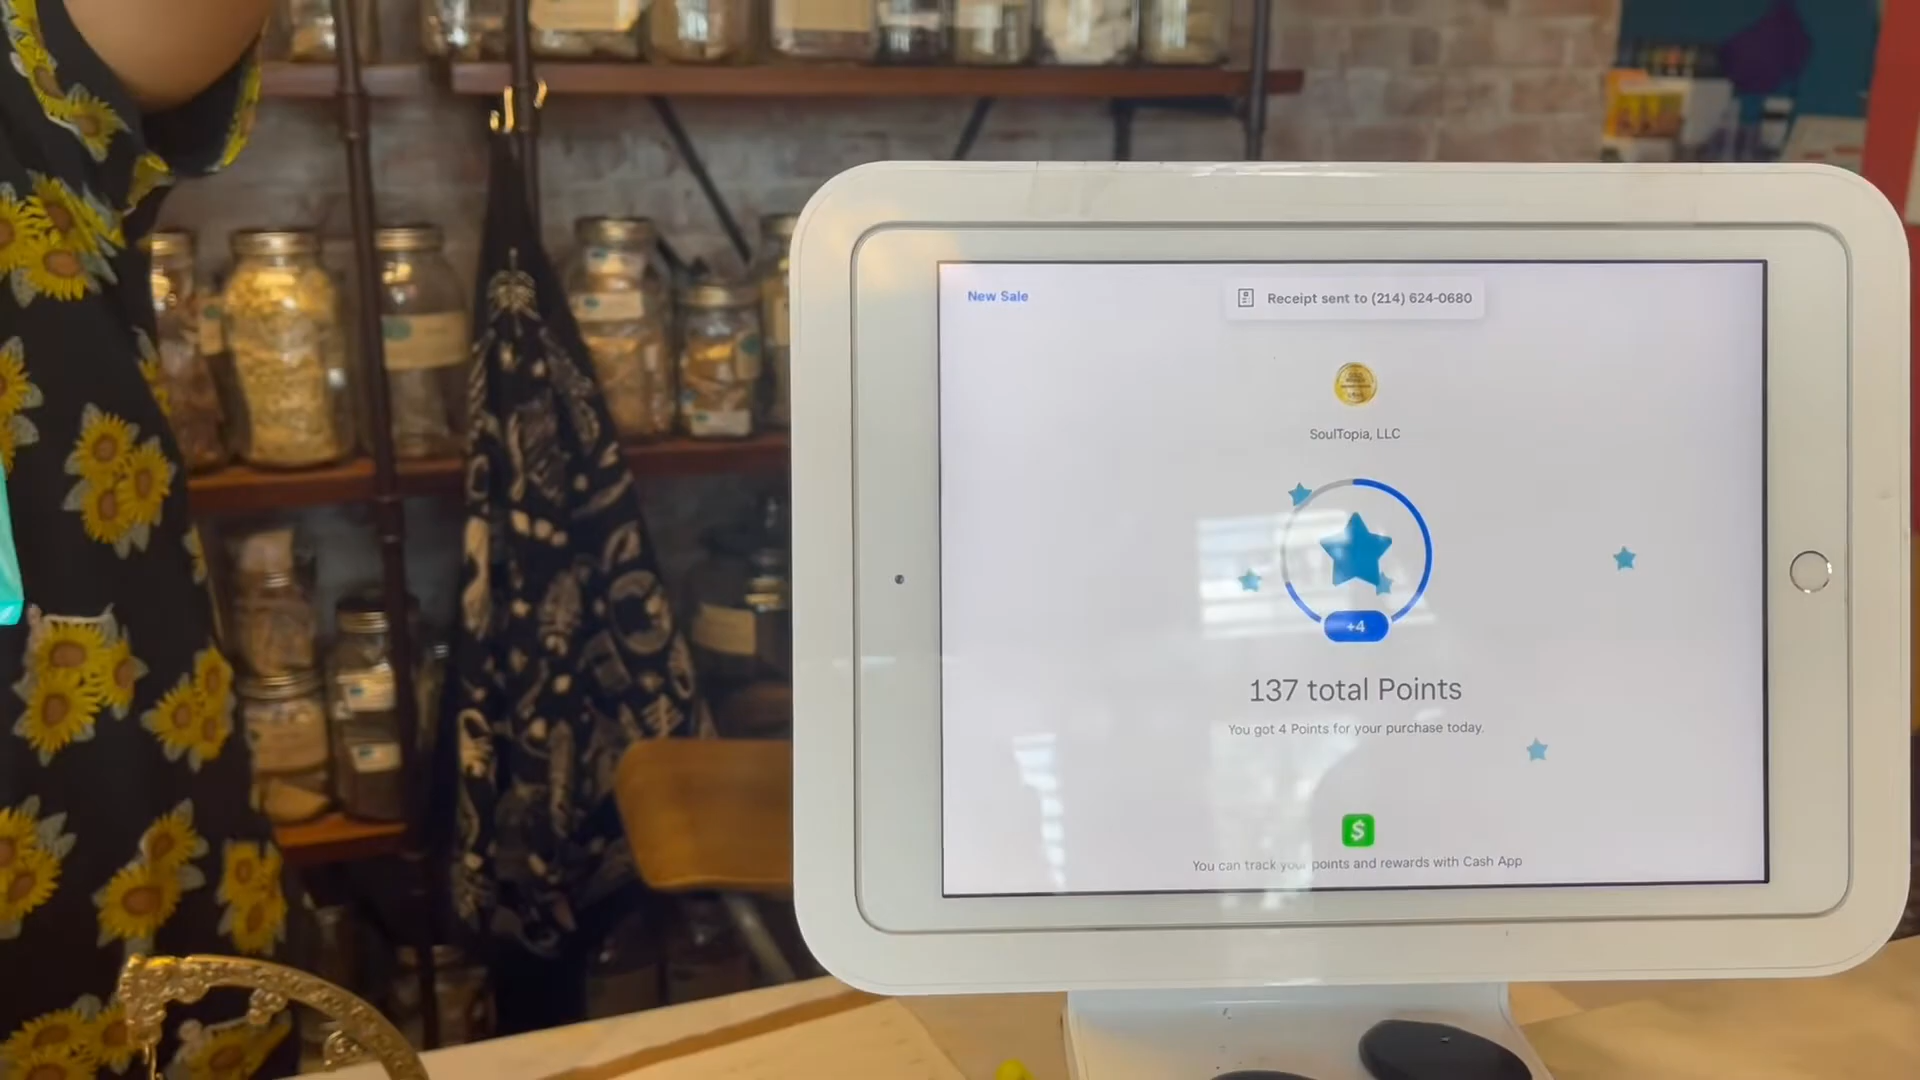 New Sale
Receipt sent to (214) 624-0680
SoulTopia, LLC
+4
137 total Points
You got 4 Points for your purchase today.
$
You can track your points and rewards with Cash App